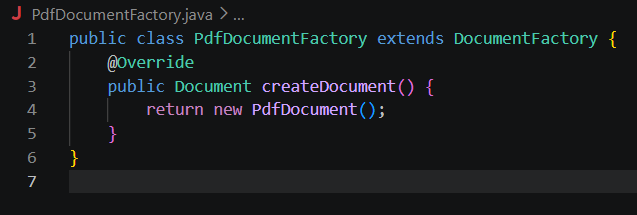 J PdfDocumentFactory.java > ...
1 public class PdfDocumentFactory extends DocumentFactory {
2     @Override
3     public Document createDocument() {
4         return new PdfDocument();
5     }
6 }
7